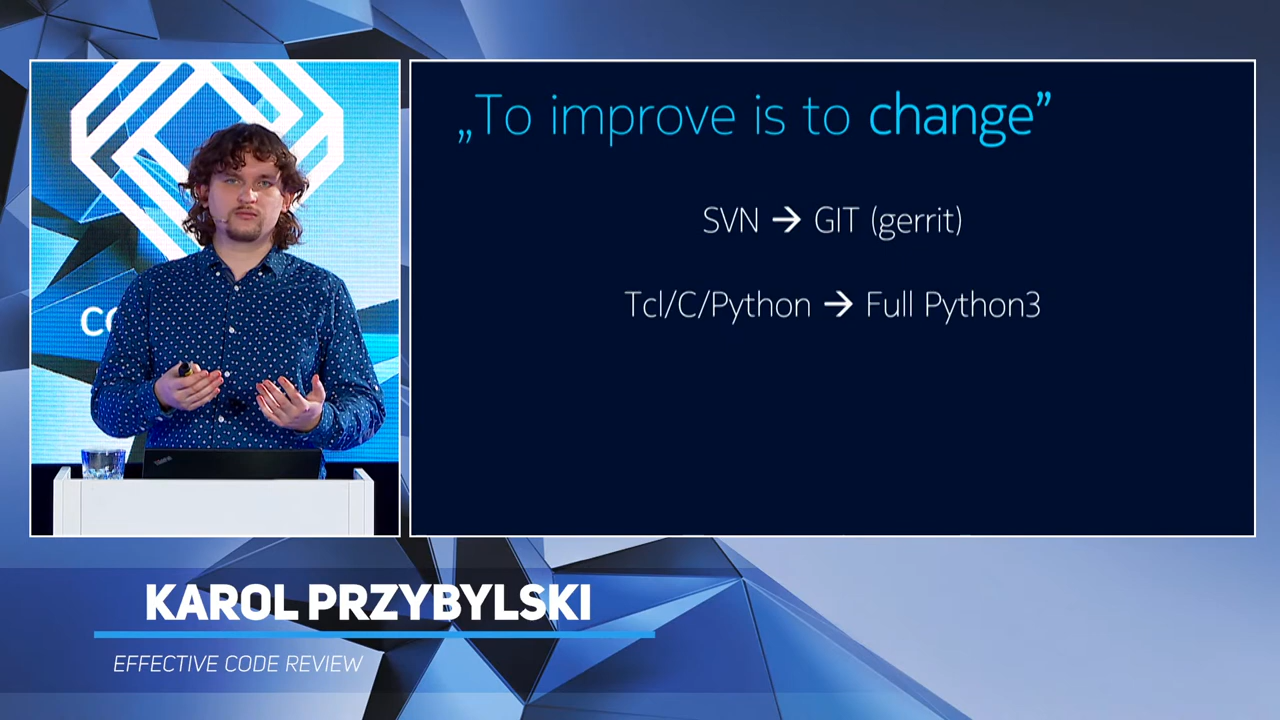 „To improve is to change”
SVN → GIT (gerrit)
Tcl/C/Python → Full Python3
KAROL PRZYBYLSKI
EFFECTIVE CODE REVIEW